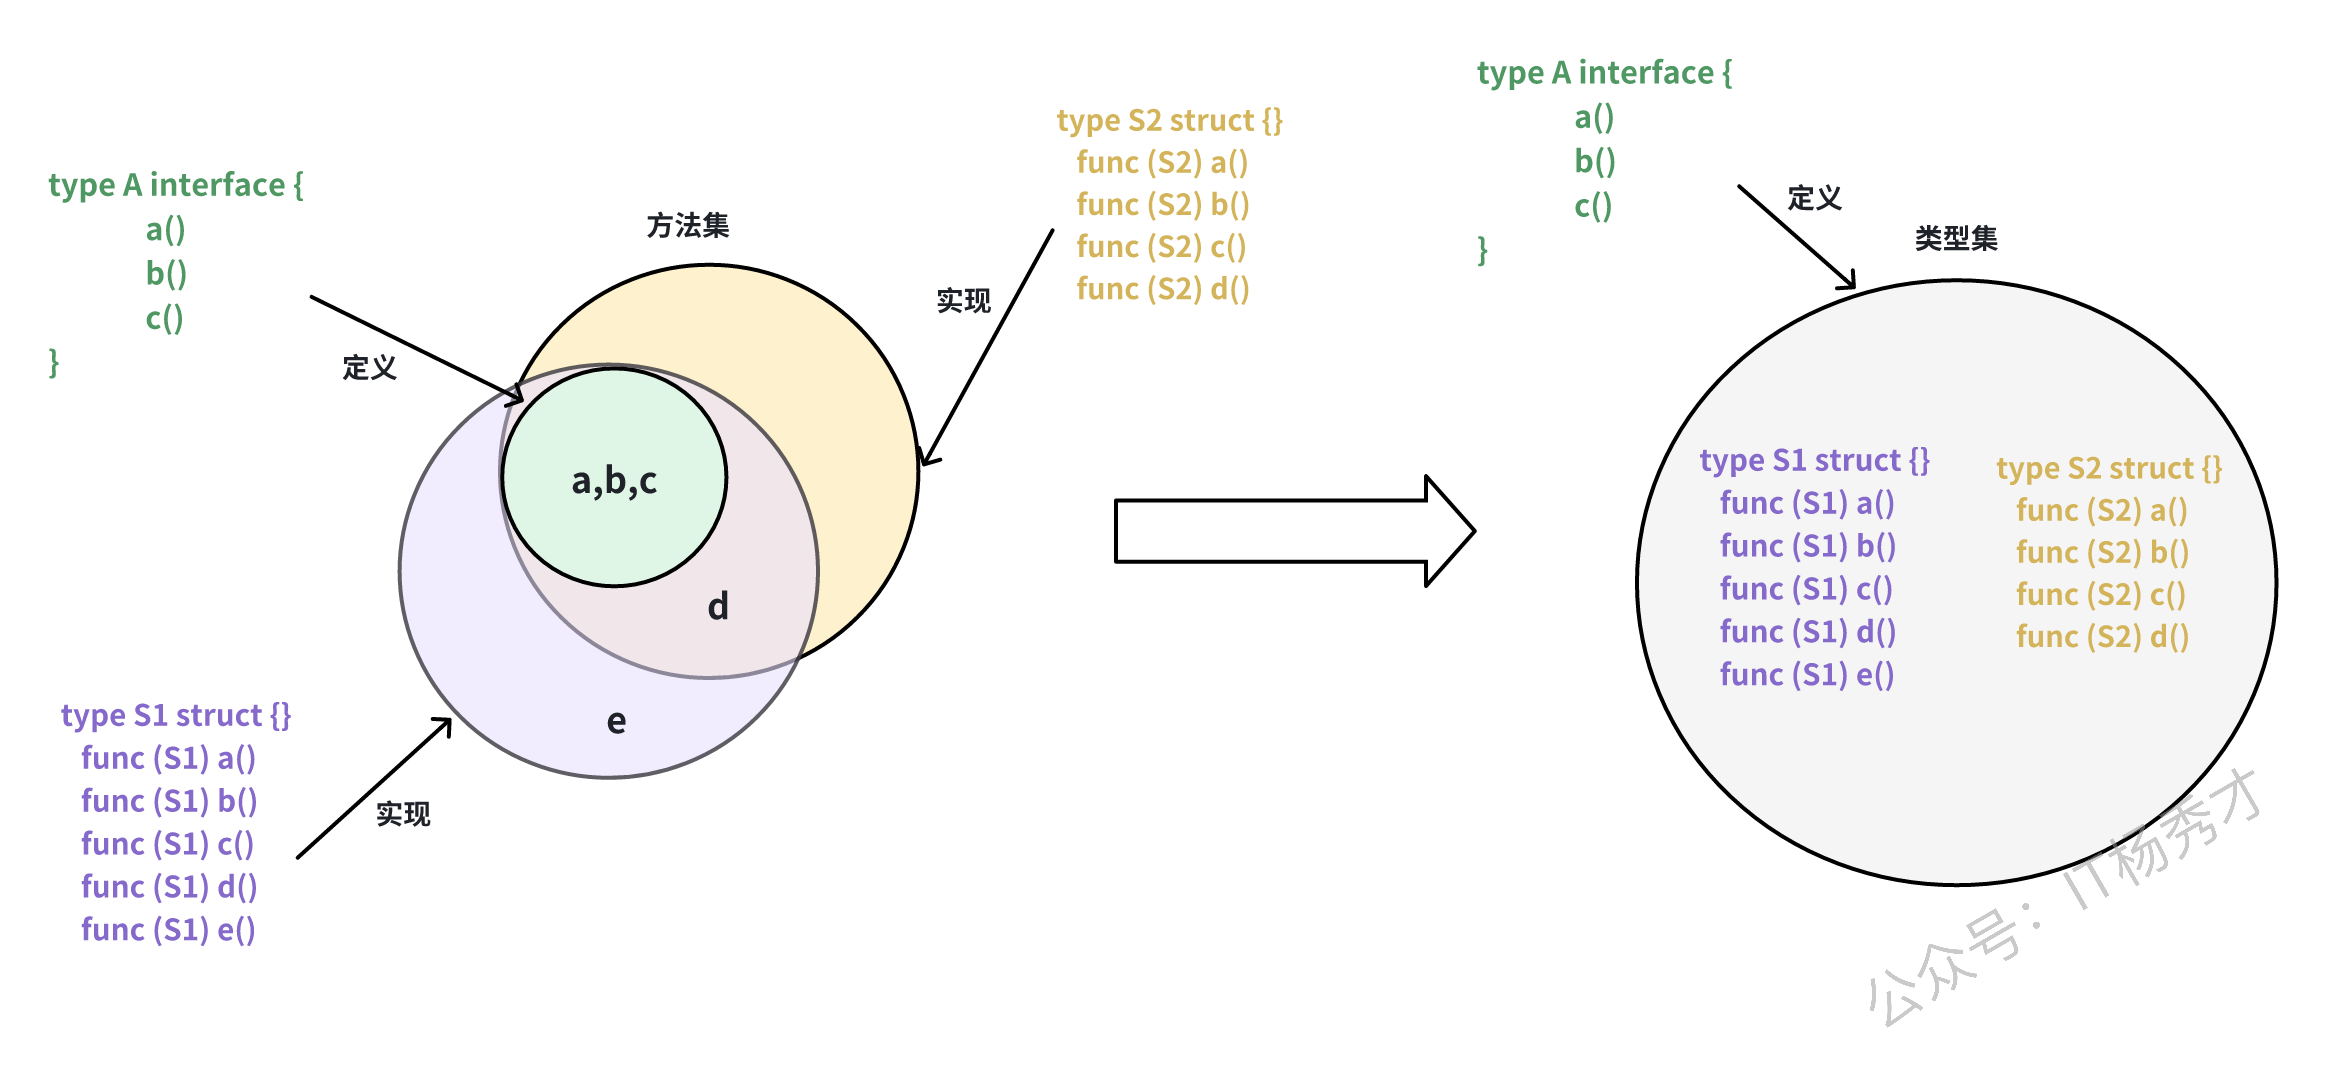 type A interface {
a()
b()
c()
}
定义
方法集
type S2 struct {}
func (S2) a()
func (S2) b()
func (S2) c()
func (S2) d()
实现
a,b,c
d
e
type S1 struct {}
func (S1) a()
func (S1) b()
func (S1) c()
func (S1) d()
func (S1) e()
实现
type A interface {
a()
b()
c()
}
定义
类型集
type S1 struct {}
func (S1) a()
func (S1) b()
func (S1) c()
func (S1) d()
func (S1) e()
type S2 struct {}
func (S2) a()
func (S2) b()
func (S2) c()
func (S2) d()
公众号：IT杨秀才